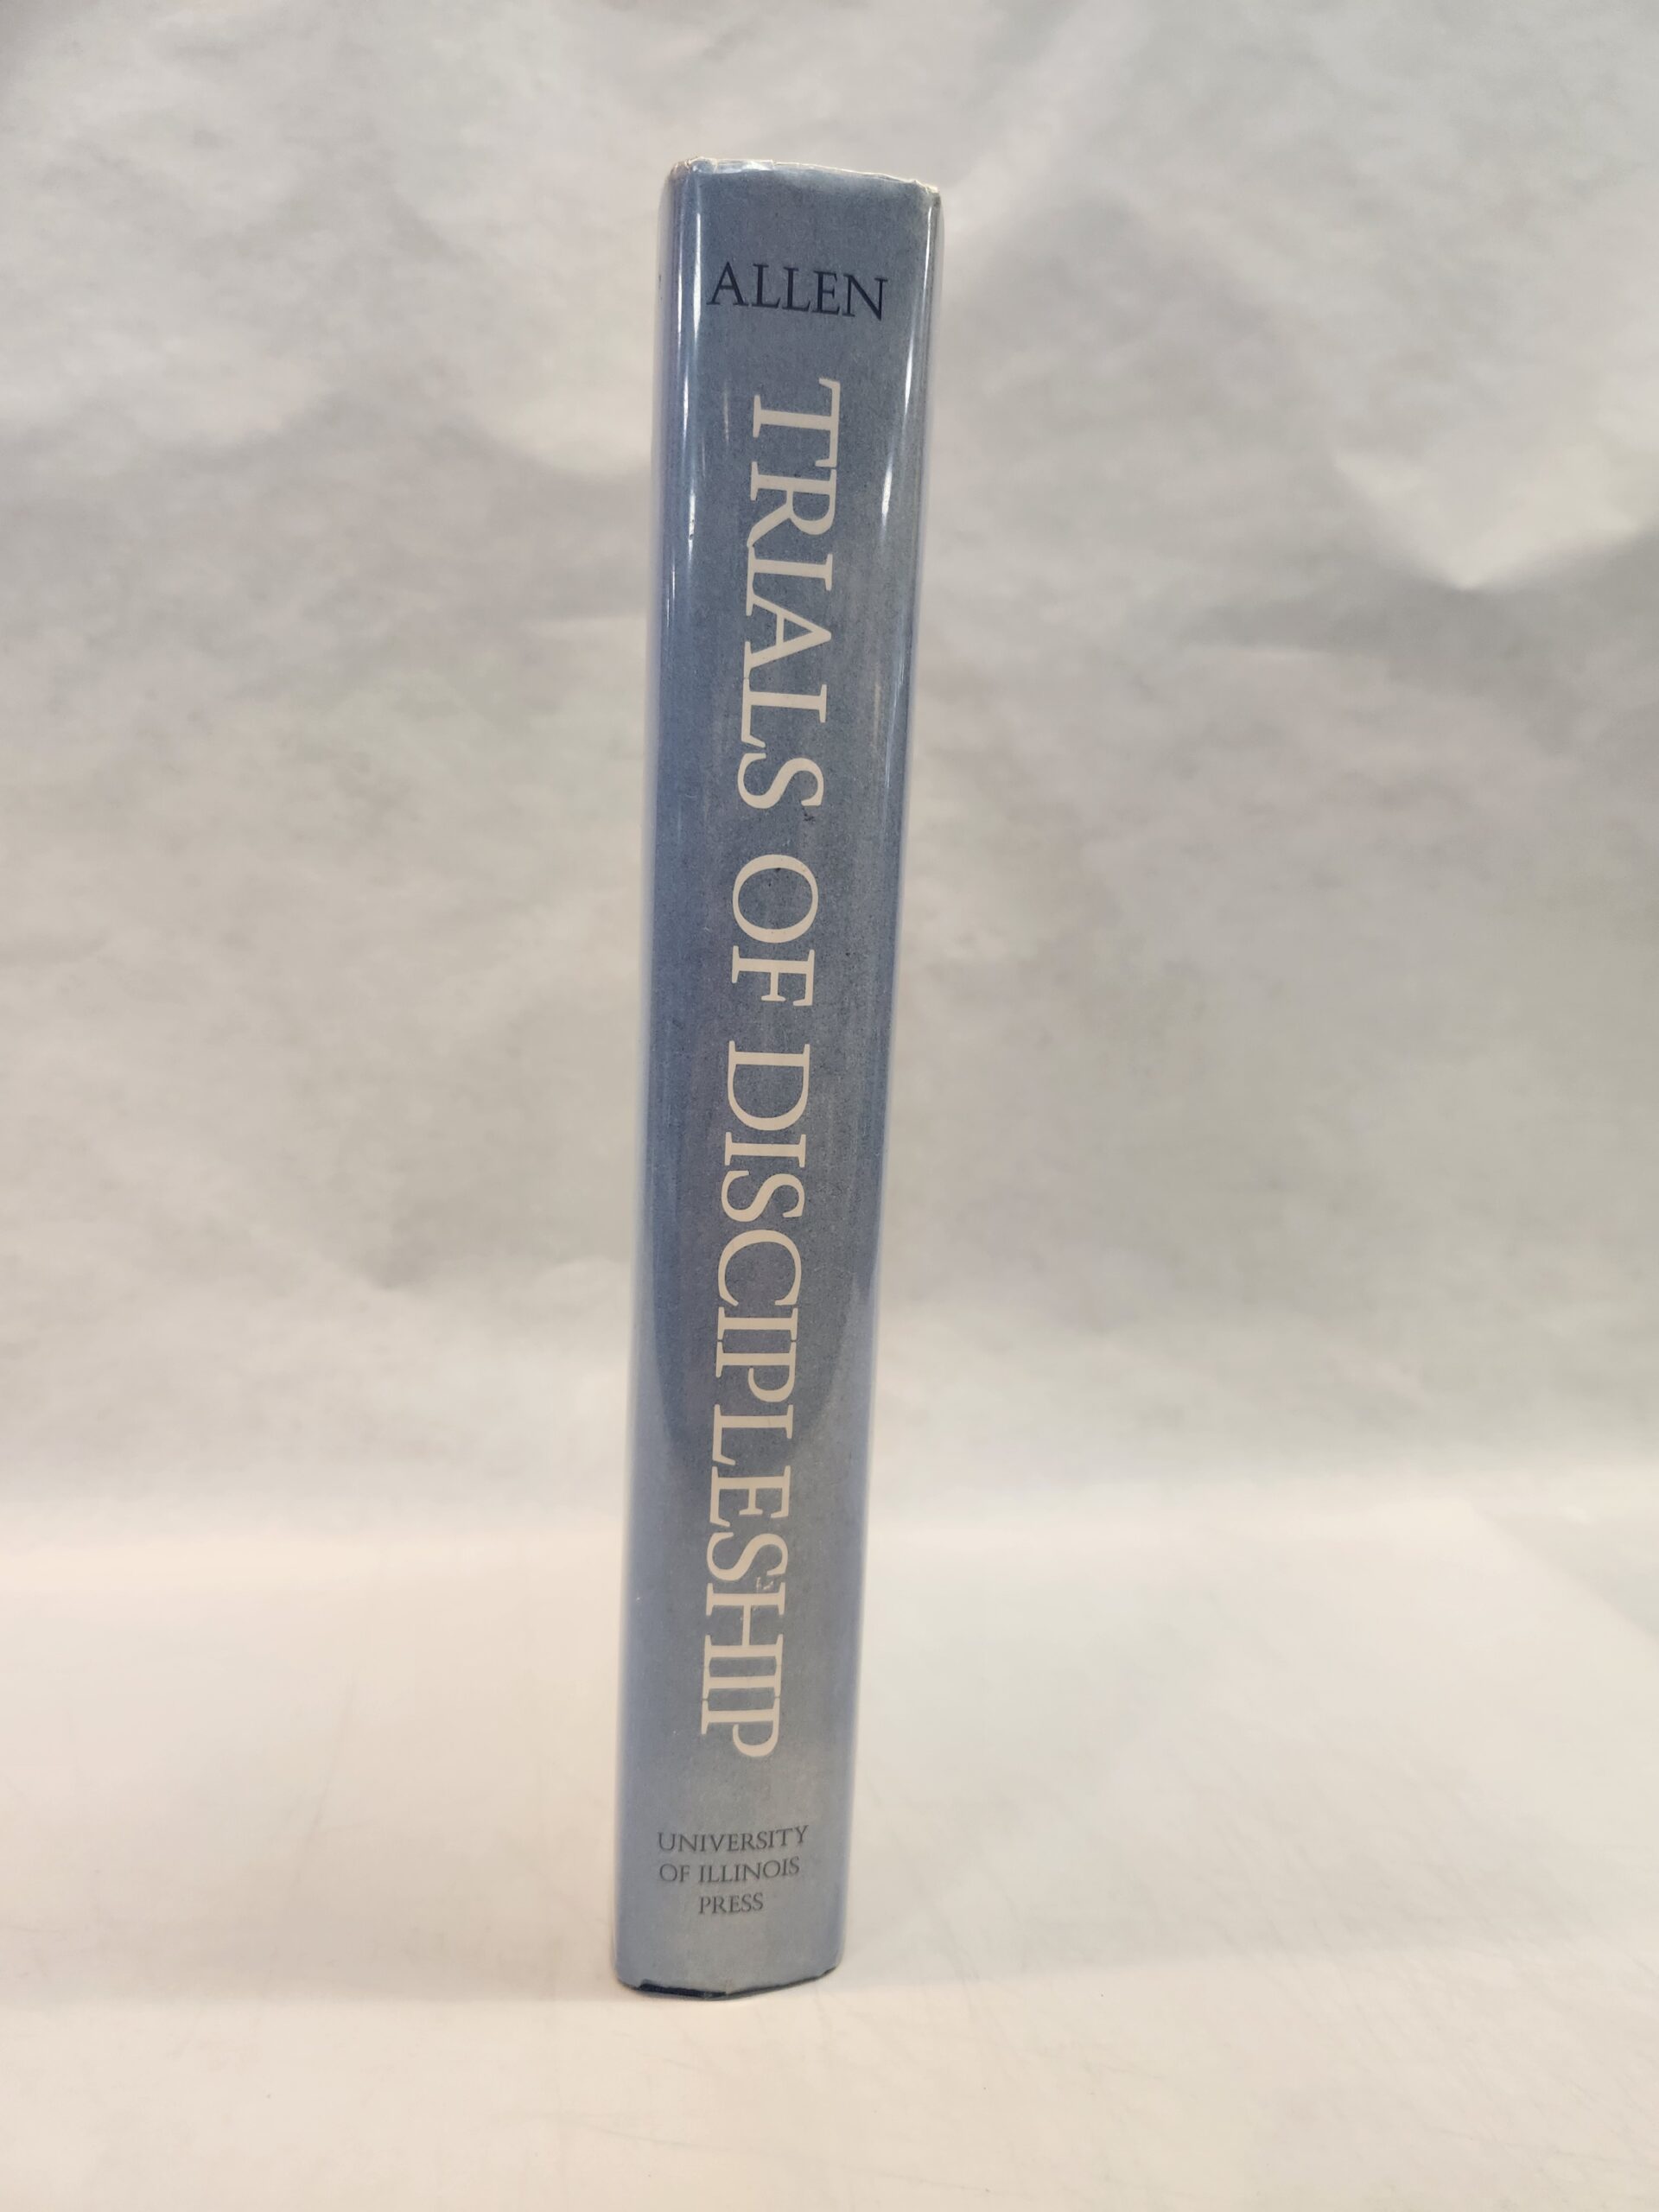 ALLEN
TRIALS OF DISCIPLESHIP
UNIVERSITY
OF ILLINOIS
PRESS